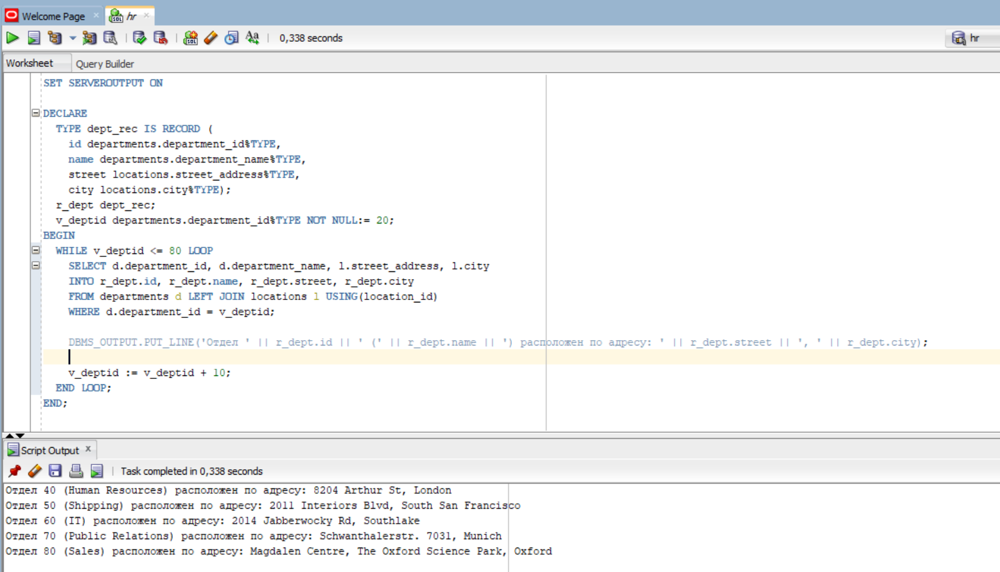 Welcome Page
hr
0,338 seconds
hr
Worksheet
Query Builder
SET SERVEROUTPUT ON
DECLARE
TYPE dept_rec IS RECORD (
id departments.department_id%TYPE,
name departments.department_name%TYPE,
street locations.street_address%TYPE,
city locations.city%TYPE);
r_dept dept_rec;
v_deptid departments.department_id%TYPE NOT NULL:= 20;
BEGIN
WHILE v_deptid <= 80 LOOP
SELECT d.department_id, d.department_name, l.street_address, l.city
INTO r_dept.id, r_dept.name, r_dept.street, r_dept.city
FROM departments d LEFT JOIN locations l USING(location_id)
WHERE d.department_id = v_deptid;
DBMS_OUTPUT.PUT_LINE('Отдел ' || r_dept.id || ' (' || r_dept.name || ') расположен по адресу: ' || r_dept.street || ', ' || r_dept.city);
v_deptid := v_deptid + 10;
END LOOP;
END;
Script Output
Task completed in 0,338 seconds
Отдел 40 (Human Resources) расположен по адресу: 8204 Arthur St, London
Отдел 50 (Shipping) расположен по адресу: 2011 Interiors Blvd, South San Francisco
Отдел 60 (IT) расположен по адресу: 2014 Jabberwocky Rd, Southlake
Отдел 70 (Public Relations) расположен по адресу: Schwanthalerstr. 7031, Munich
Отдел 80 (Sales) расположен по адресу: Magdalen Centre, The Oxford Science Park, Oxford